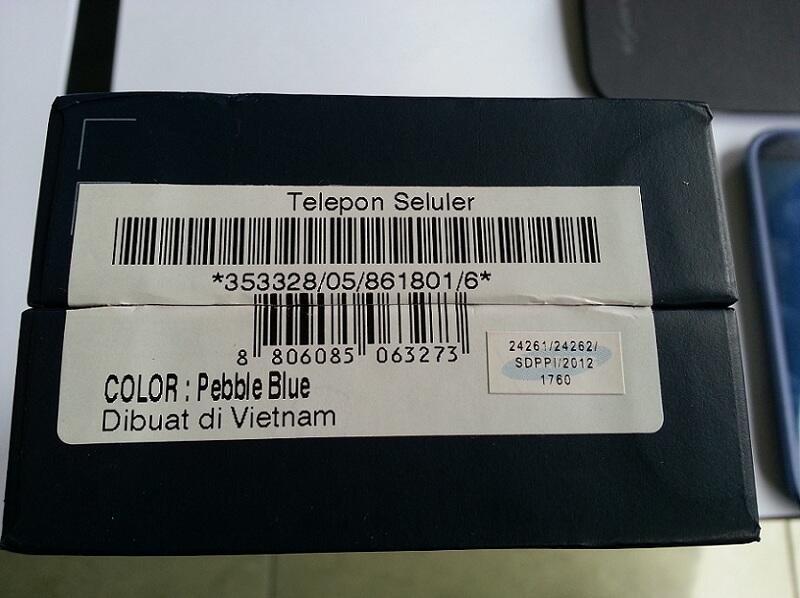 Telepon Seluler
*353328/05/861801/6*
8 806085 063273
24261/24262/
SDPPI/2012
1760
COLOR : Pebble Blue
Dibuat di Vietnam